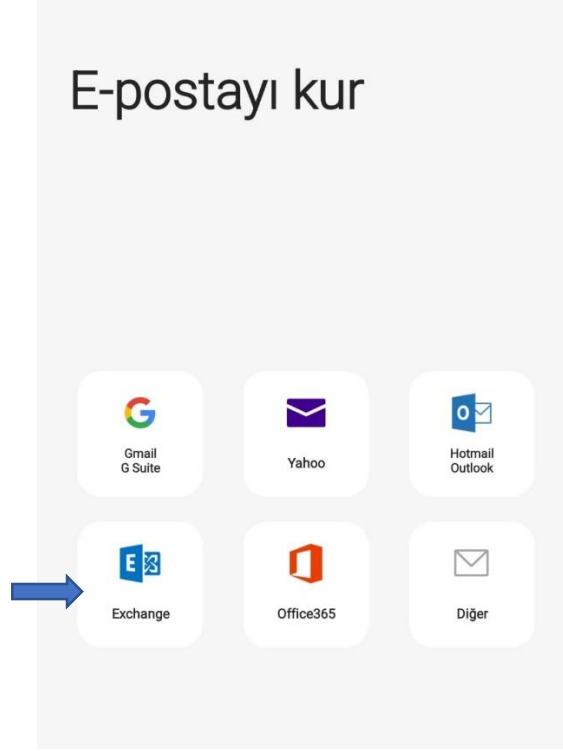 E-postayı kur
Gmail
G Suite
Yahoo
Hotmail
Outlook
Exchange
Office365
Diğer